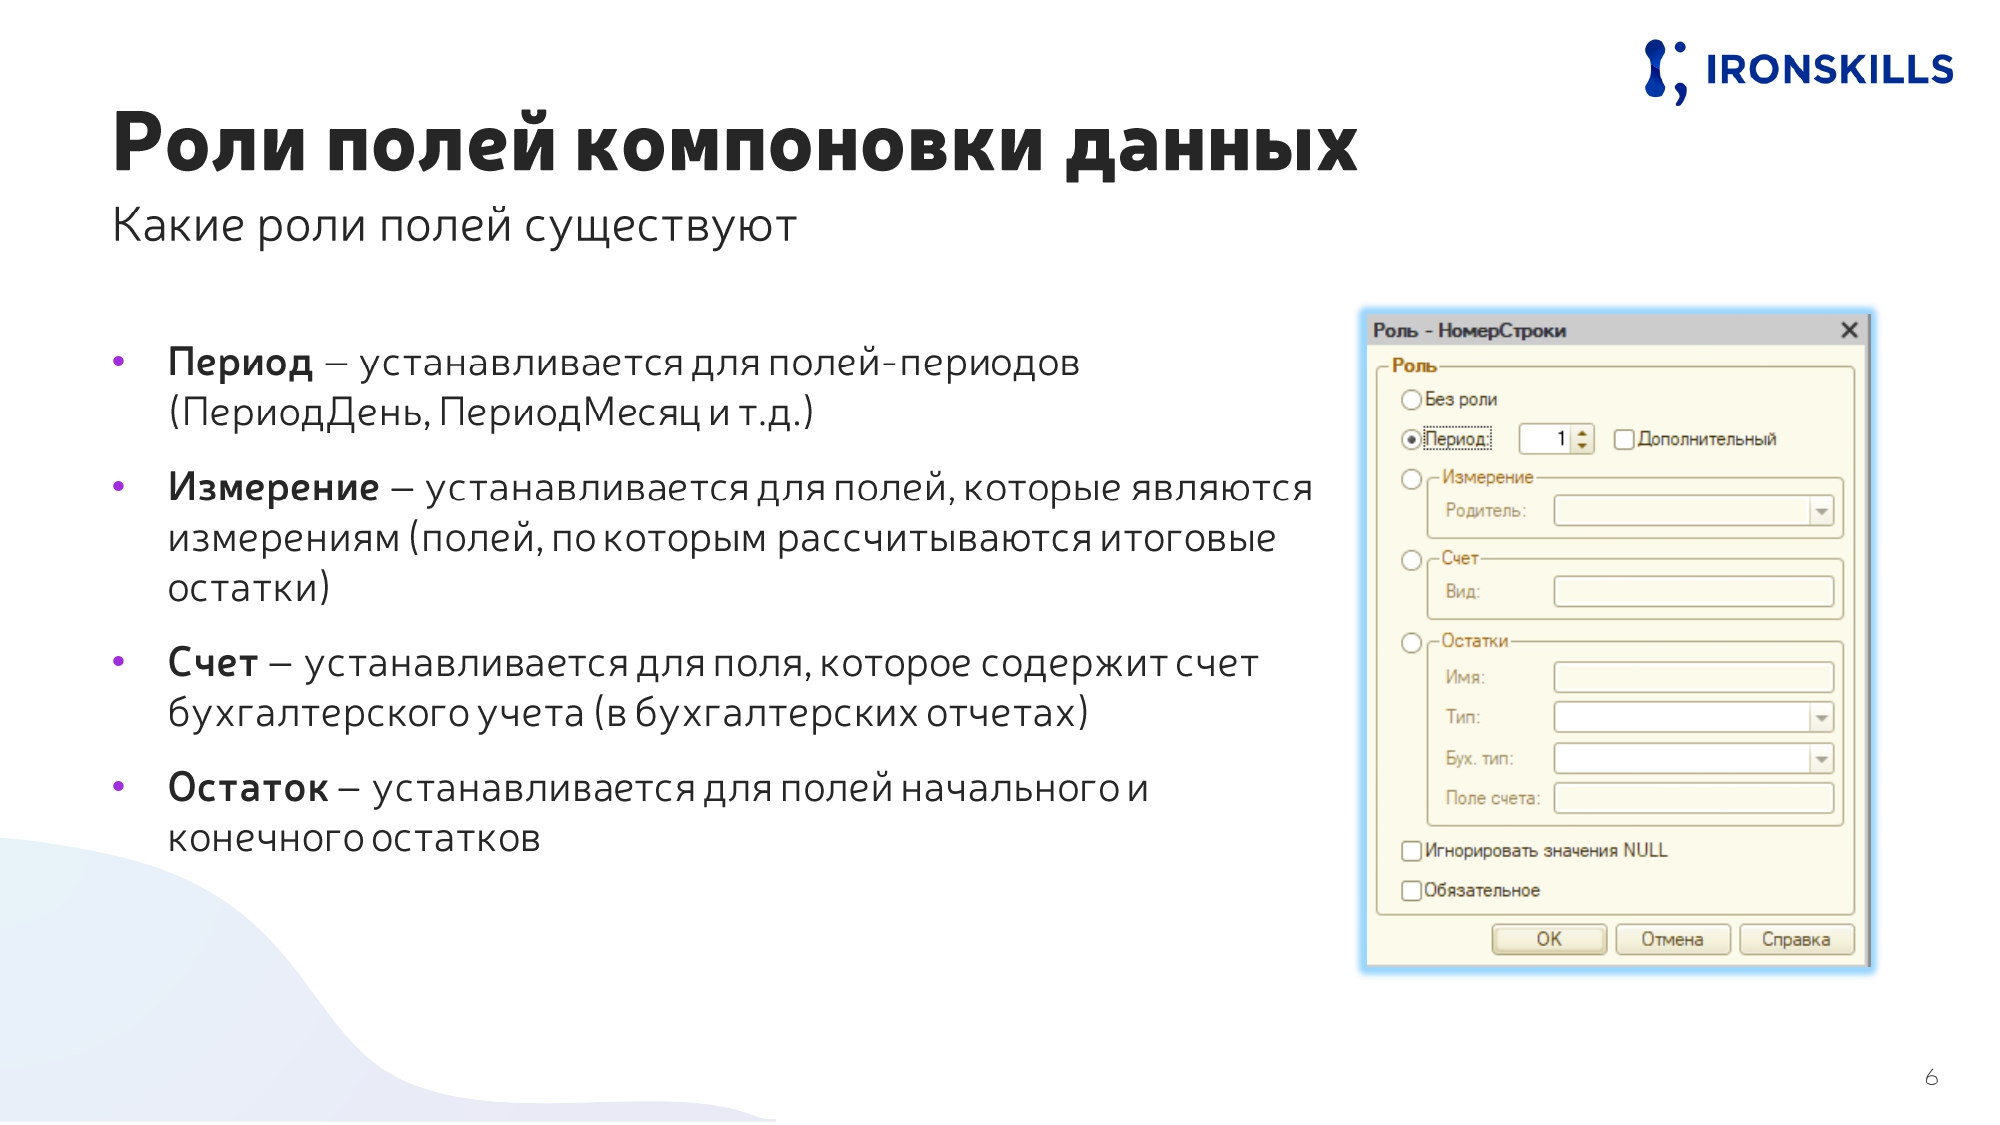 IRONSKILLS
Роли полей компоновки данных
Какие роли полей существуют
• Период – устанавливается для полей-периодов
(ПериодДень, ПериодМесяц и т.д.)
• Измерение – устанавливается для полей, которые являются
измерениям (полей, по которым рассчитываются итоговые
остатки)
• Счет – устанавливается для поля, которое содержит счет
бухгалтерского учета (в бухгалтерских отчетах)
• Остаток – устанавливается для полей начального и
конечного остатков
Роль - НомерСтроки
Роль
Без роли
Период: 1 Дополнительный
Измерение
Родитель:
Счет
Вид:
Остатки
Имя:
Тип:
Бух. тип:
Поле счета:
Игнорировать значения NULL
Обязательное
ОК Отмена Справка
6